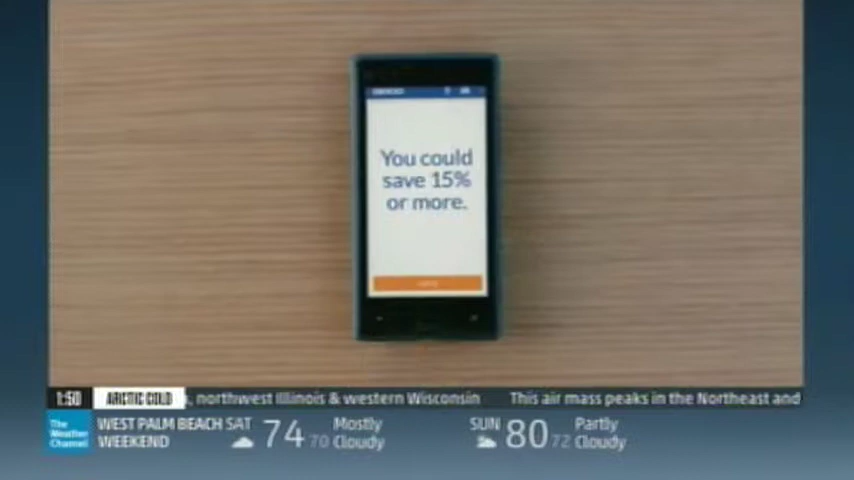 You could
save 15%
or more.
1:50 ARCTIC COLD , northwest Illinois & western Wisconsin This air mass peaks in the Northeast and
The Weather Channel
WEST PALM BEACH SAT
WEEKEND
74 70 Mostly Cloudy
SUN
80 72 Partly Cloudy